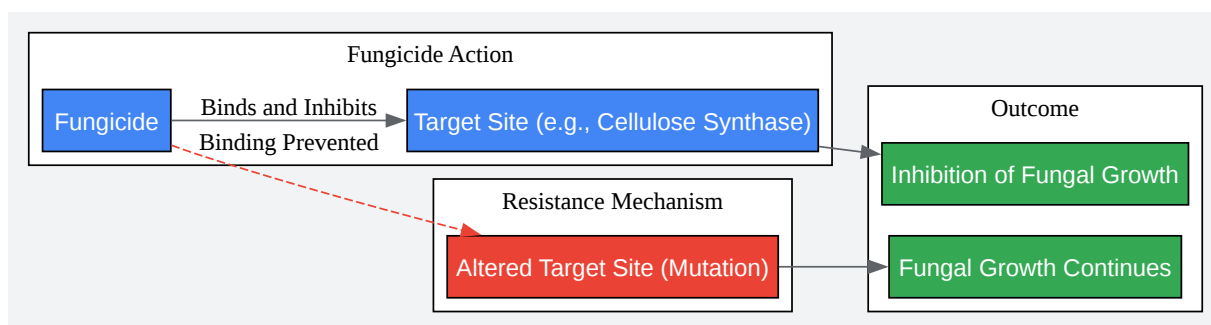 Fungicide Action
Fungicide
Binds and Inhibits
Binding Prevented
Target Site (e.g., Cellulose Synthase)
Outcome
Inhibition of Fungal Growth
Resistance Mechanism
Altered Target Site (Mutation)
Fungal Growth Continues